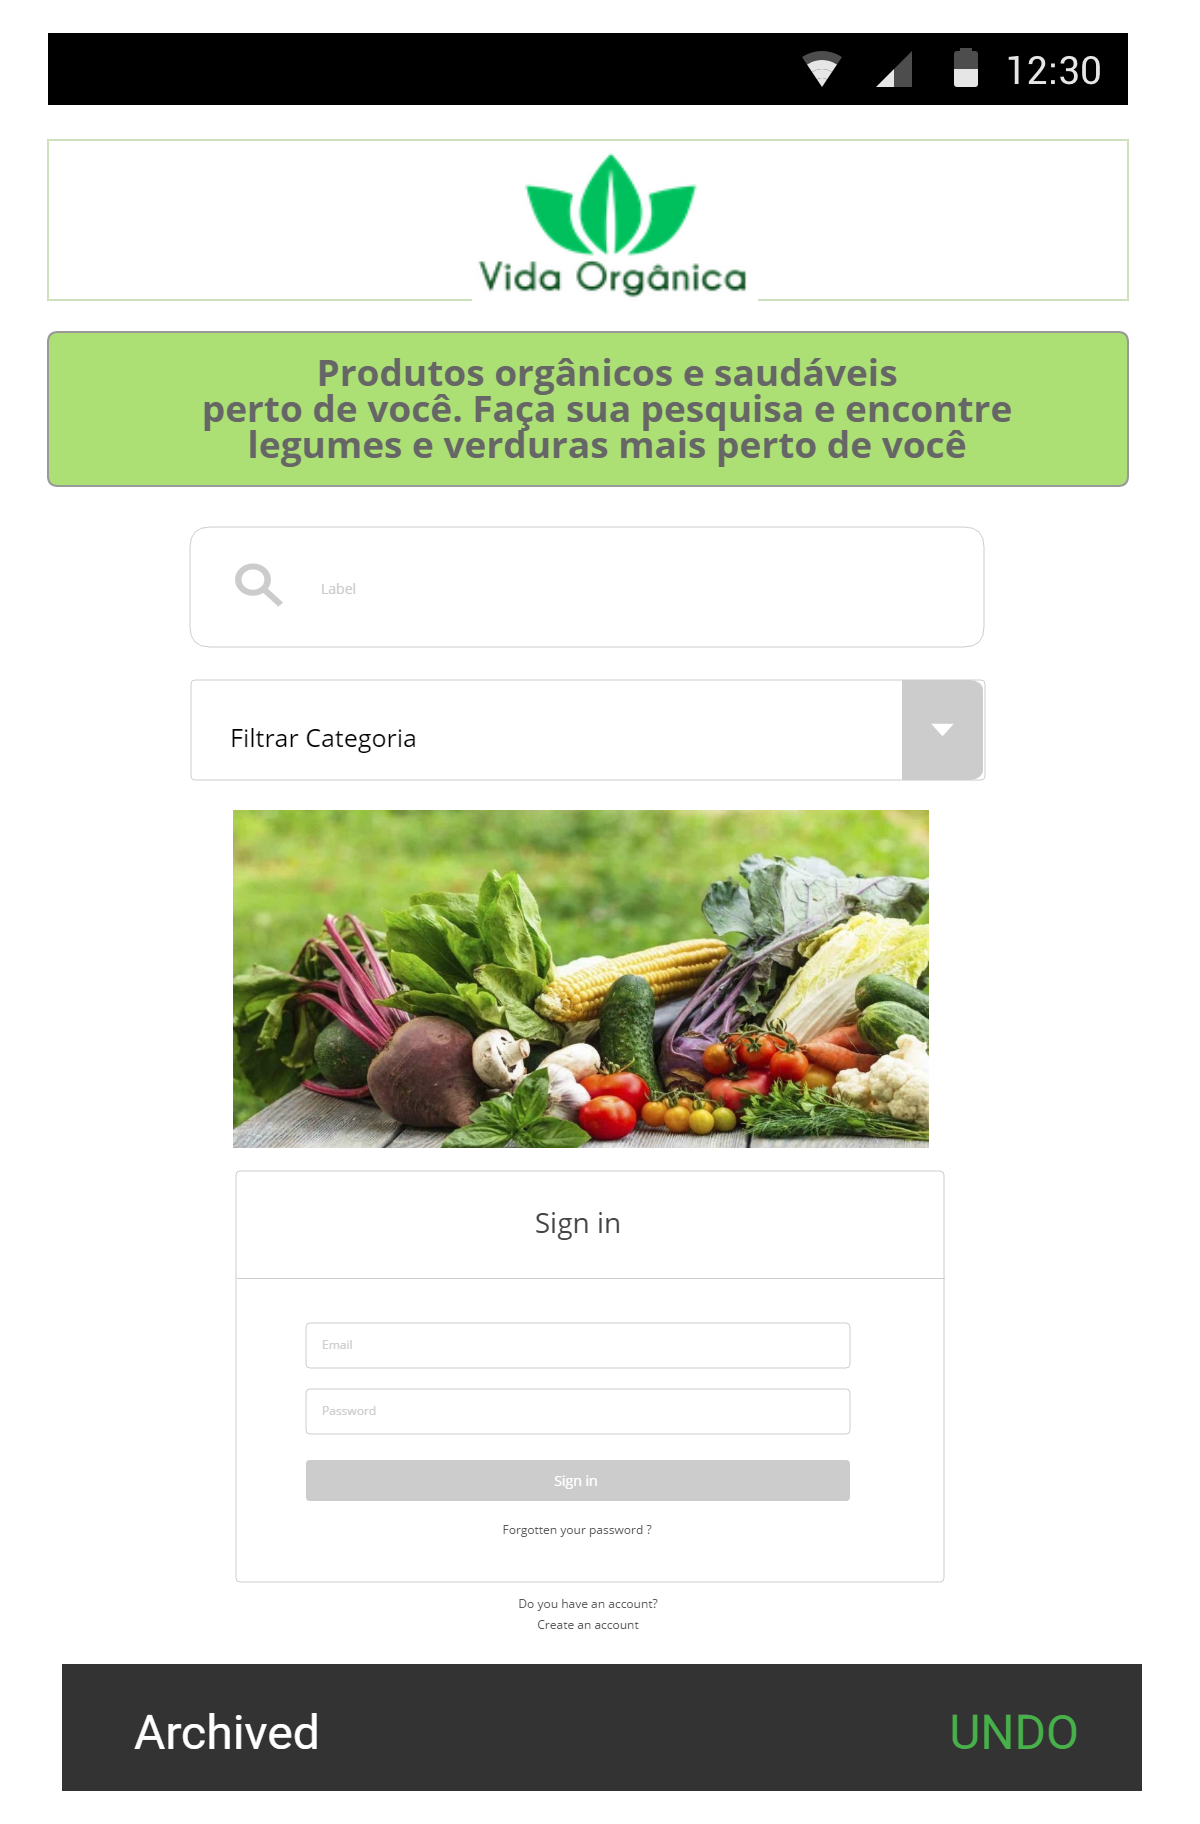 12:30
Vida Orgânica
Produtos orgânicos e saudáveis
perto de você. Faça sua pesquisa e encontre
legumes e verduras mais perto de você
Label
Filtrar Categoria
Sign in
Email
Password
Sign in
Forgotten your password ?
Do you have an account?
Create an account
Archived UNDO